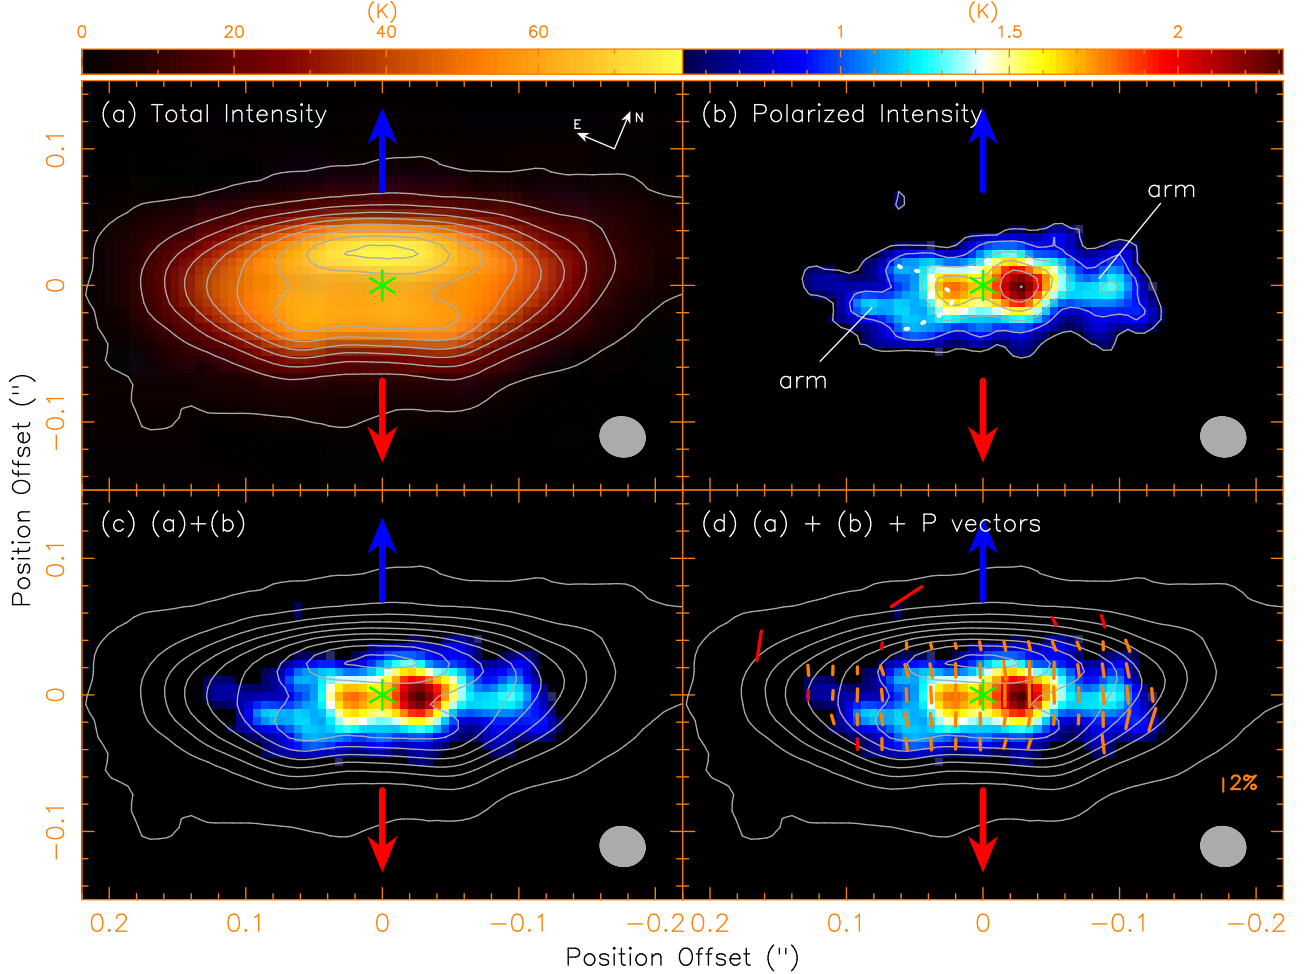 (K) (K)
0 20 40 60 1 1.5 2
(a) Total Intensity
E N
(b) Polarized Intensity
arm
arm
0.1
0
−0.1
(c) (a)+(b)
(d) (a) + (b) + P vectors
2%
0.1
0
−0.1
Position Offset (")
0.2 0.1 0 −0.1 −0.2 0.2 0.1 0 −0.1 −0.2
Position Offset (")